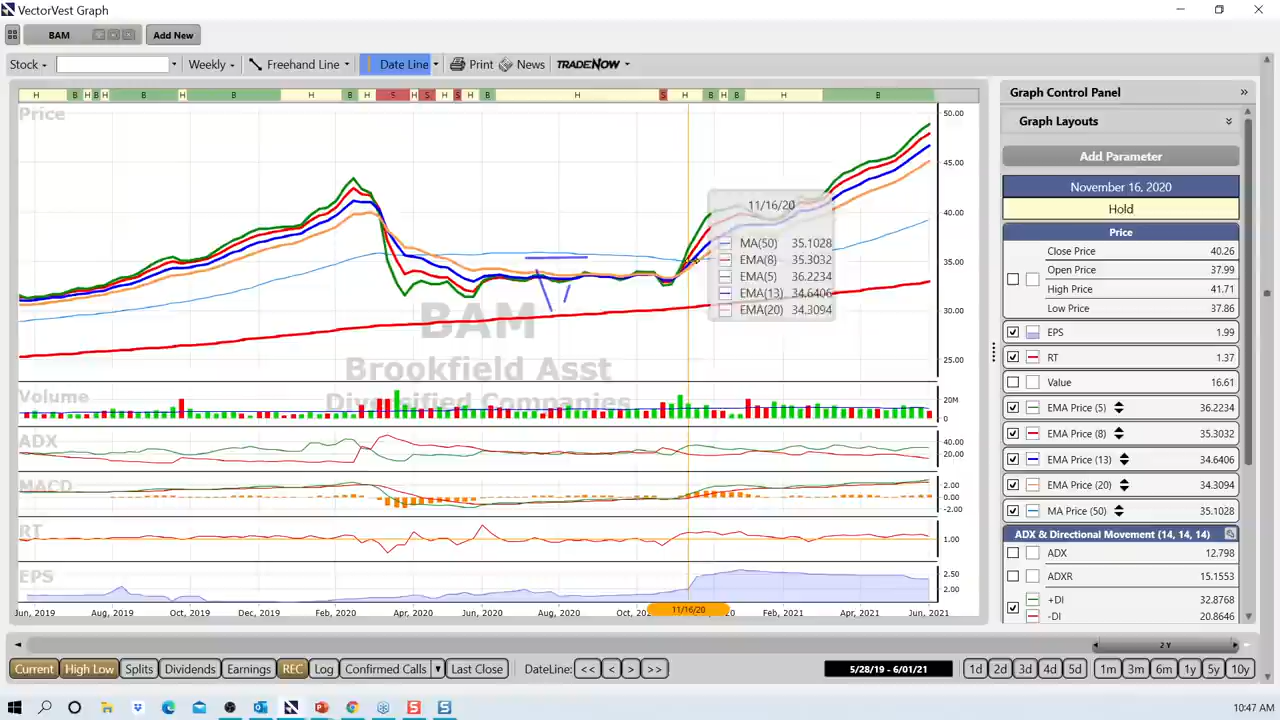 VectorVest Graph
BAM Add New
Stock Weekly Freehand Line Date Line Print News TRADENOW
H B H B H B H B H B H S H S H S H B H S H B H B H B
Price
50.00
45.00
40.00
35.00
30.00
25.00
11/16/20
MA(50) 35.1028
EMA(8) 35.3032
EMA(5) 36.2234
EMA(13) 34.6406
EMA(20) 34.3094
BAM
Brookfield Asst
Diversified Companies
Volume
20M
0
ADX
40.00
20.00
MACD
2.00
0.00
-2.00
RT
1.00
EPS
2.50
2.00
Jun, 2019 Aug, 2019 Oct, 2019 Dec, 2019 Feb, 2020 Apr, 2020 Jun, 2020 Aug, 2020 Oct, 2 11/16/20 20 Feb, 2021 Apr, 2021 Jun, 2021
2 Y
Current High Low Splits Dividends Earnings REC Log Confirmed Calls Last Close DateLine: << < > >> 5/28/19 - 6/01/21 1d 2d 3d 4d 5d 1m 3m 6m 1y 5y 10y
Graph Control Panel »
Graph Layouts
Add Parameter
November 16, 2020
Hold
Price
Close Price 40.26
Open Price 37.99
High Price 41.71
Low Price 37.86
EPS 1.99
RT 1.37
Value 16.61
EMA Price (5) 36.2234
EMA Price (8) 35.3032
EMA Price (13) 34.6406
EMA Price (20) 34.3094
MA Price (50) 35.1028
ADX & Directional Movement (14, 14, 14)
ADX 12.798
ADXR 15.1553
+DI 32.8768
-DI 20.8646
10:47 AM